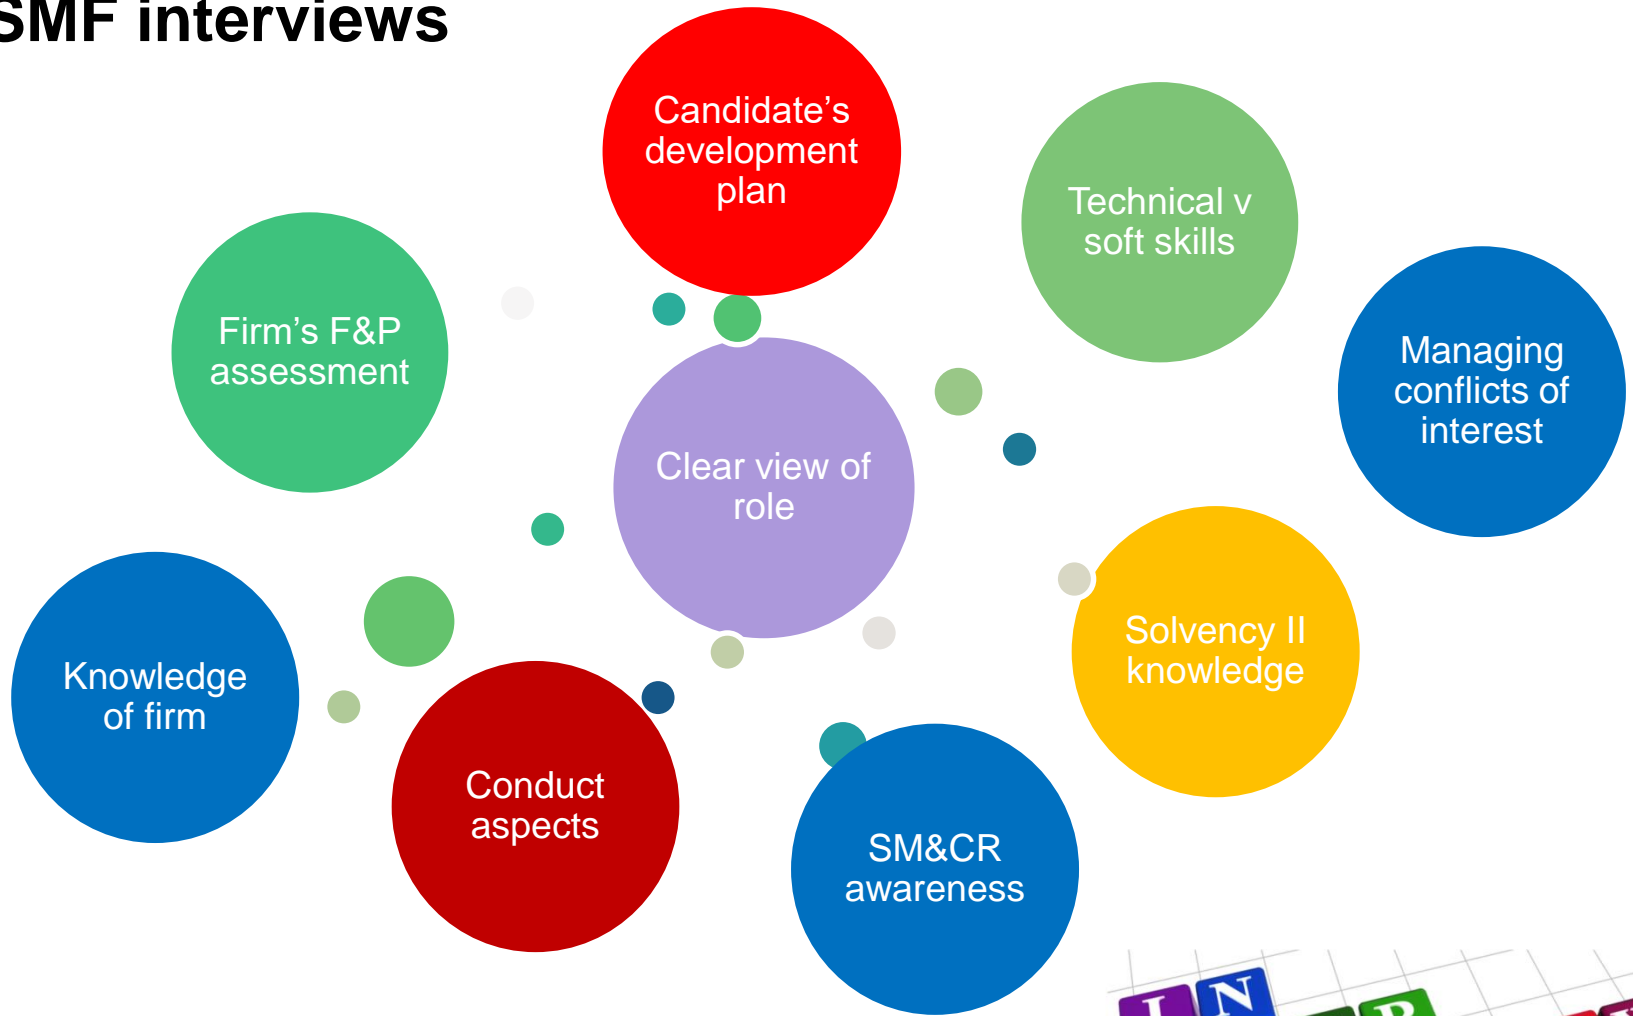 SMF interviews
Candidate's
development
plan
Technical v
soft skills
Firm's F&P
assessment
Managing
conflicts of
interest
Clear view of
role
Solvency II
knowledge
Knowledge
of firm
Conduct
aspects
SM&CR
awareness
I N